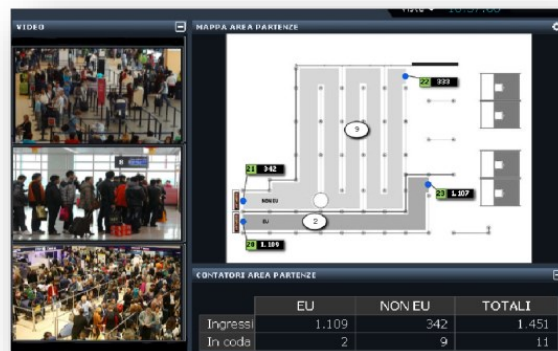 VIDEO
MAPPA AREA PARTENZE
22 333
9
21 342
23 1.107
NON EU
EU
2
20 1.109
CONTATORI AREA PARTENZE
EU NON EU TOTALI
Ingressi 1.109 342 1.451
In coda 2 9 11